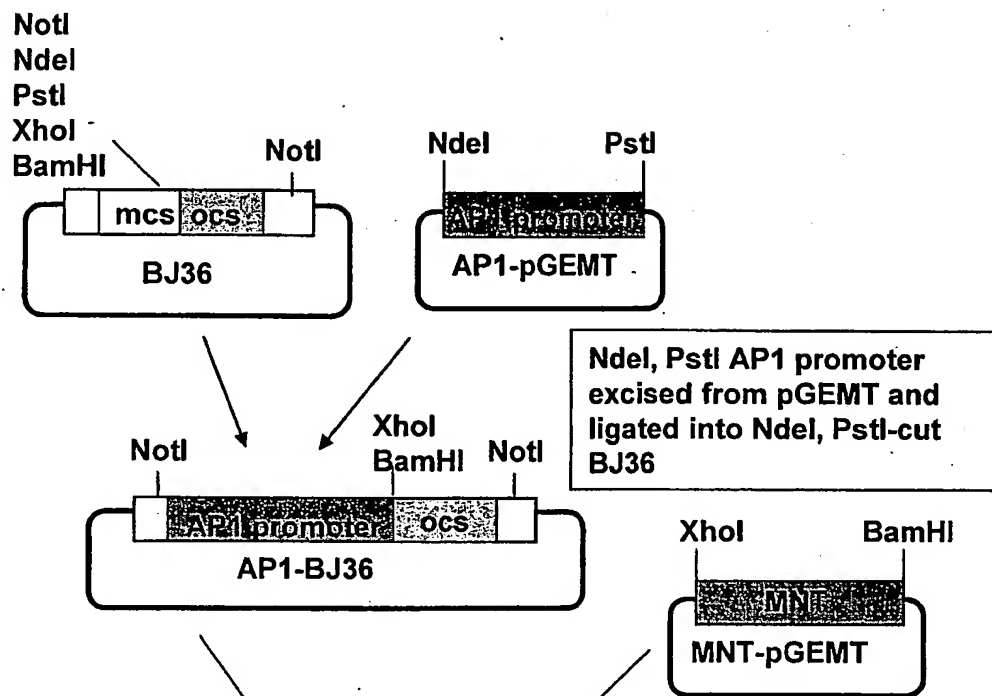 NotI
NdeI
PstI
XhoI
BamHI
NotI
mcs ocs
BJ36
NdeI PstI
AP1 promoter
AP1-pGEMT
NdeI, PstI AP1 promoter
excised from pGEMT and
ligated into NdeI, PstI-cut
BJ36
NotI
XhoI
BamHI
NotI
AP1 promoter ocs
AP1-BJ36
XhoI BamHI
MNT
MNT-pGEMT